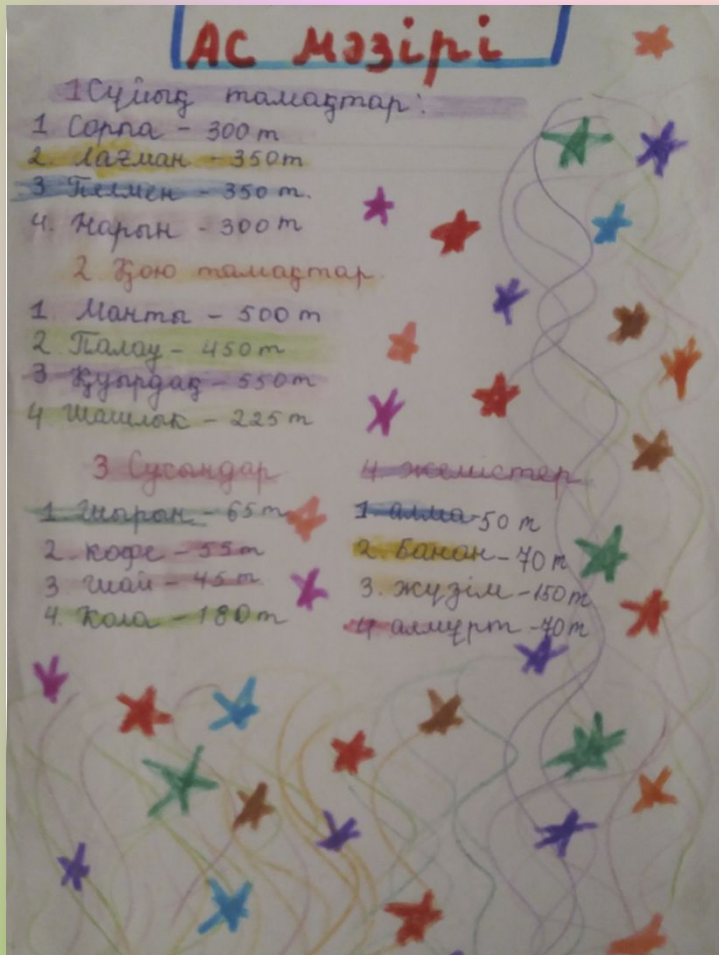 АС мәзірі
1 Сұйық тамақтар:
1. Сорпа - 300 т
2. Лағман - 350 т
3 Пелмен - 350 т.
4. Нарын - 300 т
2 Қою тамақтар.
1. Манты - 500 т
2 Палау - 450 т
3 Қуырдақ - 550 т
4 Шашлык - 225 т
3 Сусындар
1 Шырын - 65 т
2. кофе - 55 т
3 шай - 45 т.
4. Кола - 180 т
4 жемістер
1 алма - 50 т
2. Банан - 70 т
3. жүзім - 150 т
4 алмұрт - 70 т